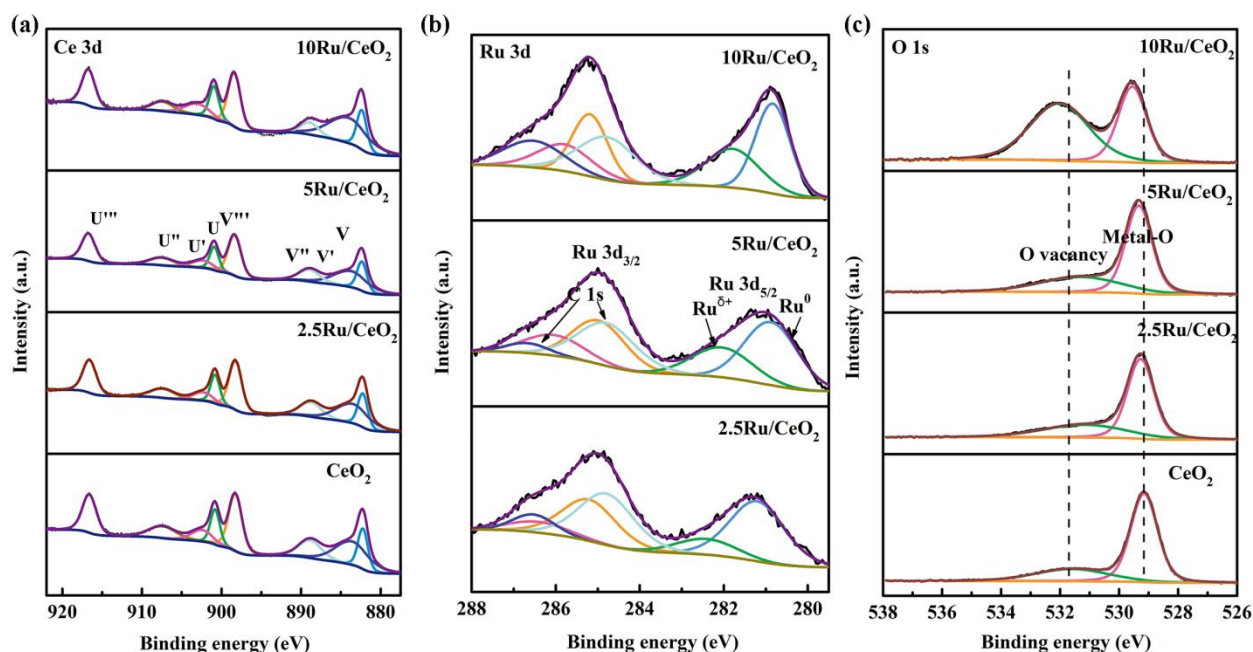 (a)
Ce 3d
10Ru/CeO₂
5Ru/CeO₂
U'''
U''
U'
U
V'''
V''
V'
V
2.5Ru/CeO₂
CeO₂
Intensity (a.u.)
920 910 900 890 880
Binding energy (eV)
(b)
Ru 3d
10Ru/CeO₂
5Ru/CeO₂
Ru 3d₃/₂
C 1s
Ru 3d₅/₂
Ru^δ+
Ru⁰
2.5Ru/CeO₂
Intensity (a.u.)
288 286 284 282 280
Binding energy (eV)
(c)
O 1s
10Ru/CeO₂
5Ru/CeO₂
Metal-O
O vacancy
2.5Ru/CeO₂
CeO₂
Intensity (a.u.)
538 536 534 532 530 528 526
Binding energy (eV)